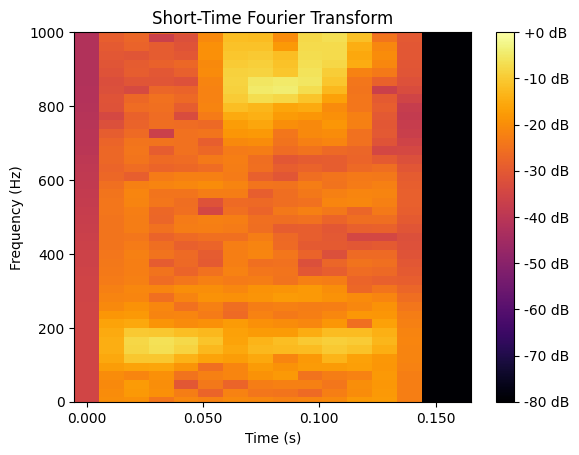 Short-Time Fourier Transform
Frequency (Hz)
1000
800
600
400
200
0
0.000
0.050
0.100
0.150
Time (s)
+0 dB
-10 dB
-20 dB
-30 dB
-40 dB
-50 dB
-60 dB
-70 dB
-80 dB